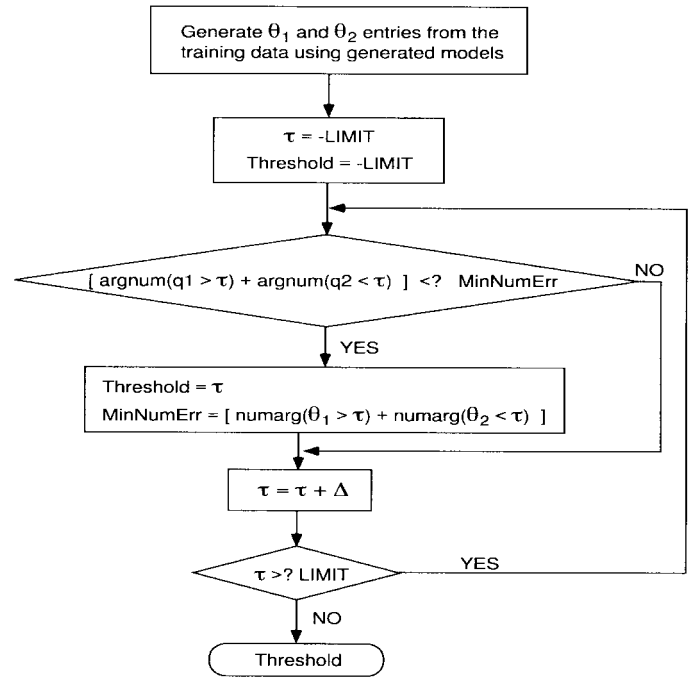 Generate θ₁ and θ₂ entries from the
training data using generated models
τ = -LIMIT
Threshold = -LIMIT
[ argnum(q1 > τ) + argnum(q2 < τ) ] <? MinNumErr
NO
YES
Threshold = τ
MinNumErr = [ numarg(θ₁ > τ) + numarg(θ₂ < τ) ]
τ = τ + Δ
τ >? LIMIT
YES
NO
Threshold